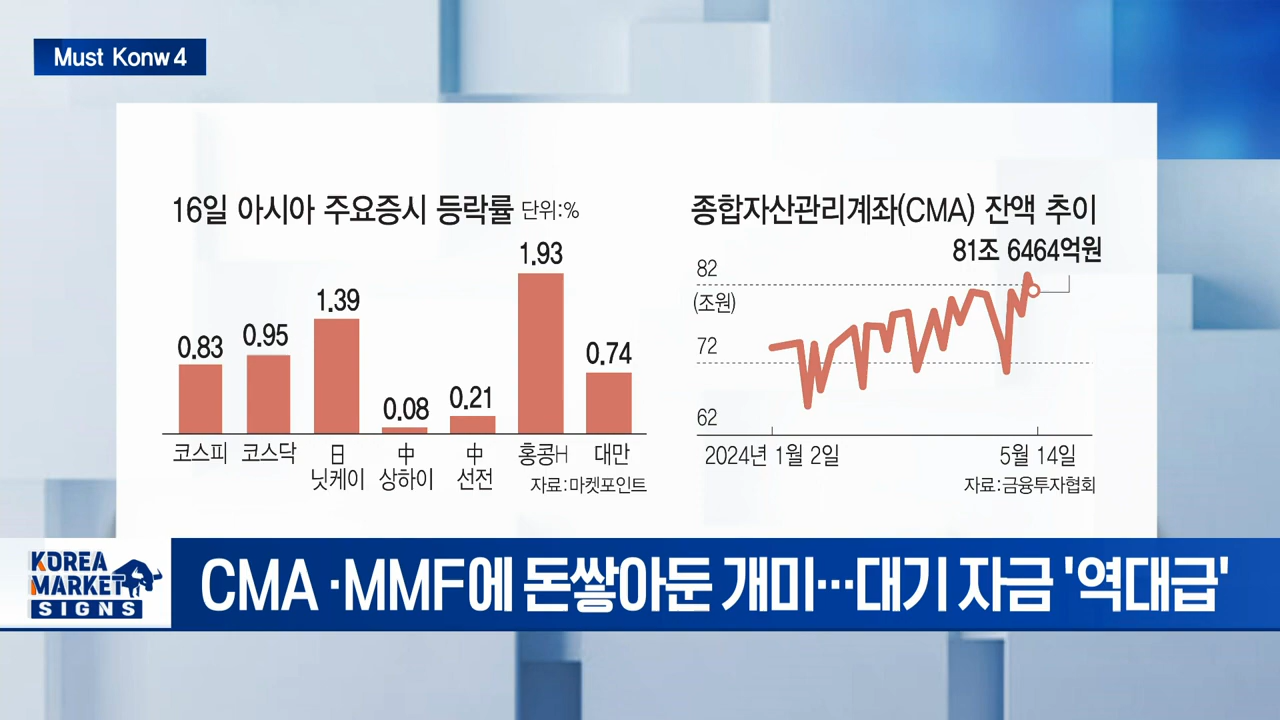 Must Konw 4
16일 아시아 주요증시 등락률 단위:%
0.83
0.95
1.39
0.08
0.21
1.93
0.74
코스피
코스닥
日
닛케이
中
상하이
中
선전
홍콩H
대만
자료:마켓포인트
종합자산관리계좌(CMA) 잔액 추이
81조 6464억원
82
(조원)
72
62
2024년 1월 2일
5월 14일
자료:금융투자협회
KOREA
MARKET
SIGNS
CMA·MMF에 돈쌓아둔 개미…대기 자금 '역대급'